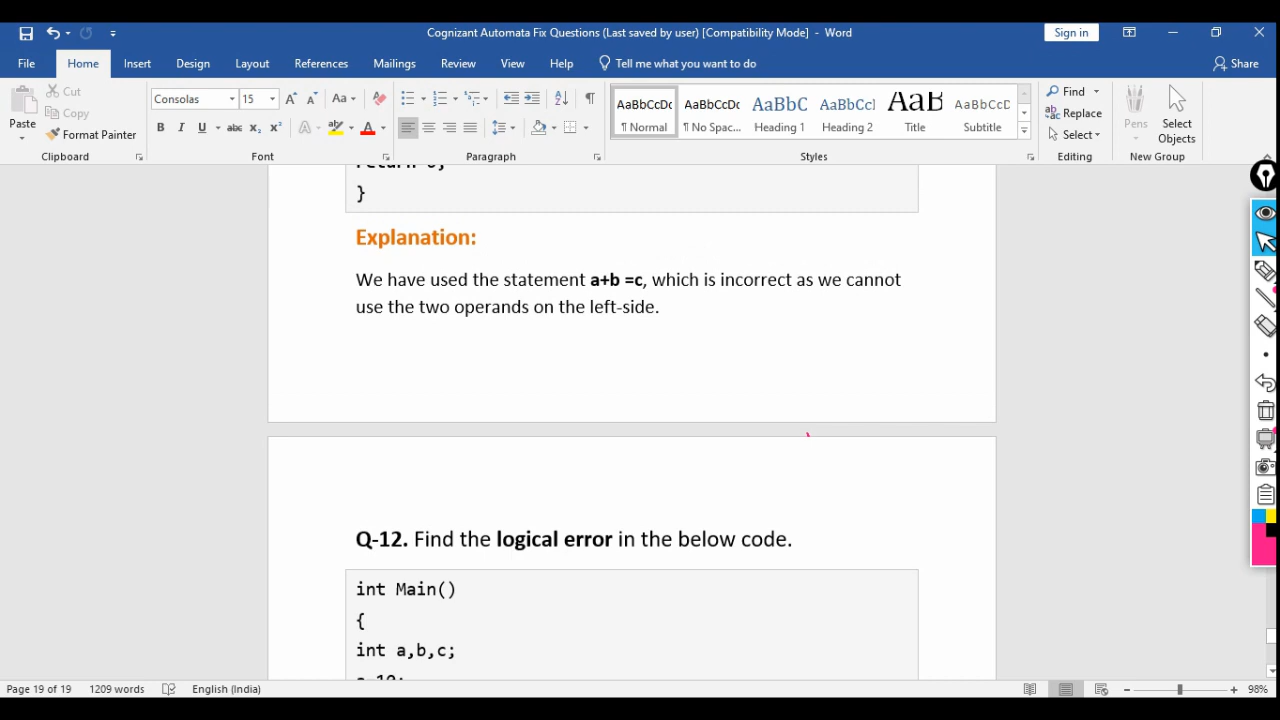 Cognizant Automata Fix Questions (Last saved by user) [Compatibility Mode] - Word
Sign in
File Home Insert Design Layout References Mailings Review View Help Tell me what you want to do Share
Paste
Cut
Copy
Format Painter
Clipboard
Consolas 15
Font
Paragraph
AaBbCcDc AaBbCcDc AaBbC AaBbCcI AaB AaBbCcD
¶ Normal ¶ No Spac... Heading 1 Heading 2 Title Subtitle
Styles
Find
Replace
Select
Editing
Pens
Select Objects
New Group
}
Explanation:
We have used the statement a+b =c, which is incorrect as we cannot
use the two operands on the left-side.
Q-12. Find the logical error in the below code.
int Main()
{
int a,b,c;
Page 19 of 19 1209 words English (India) 98%